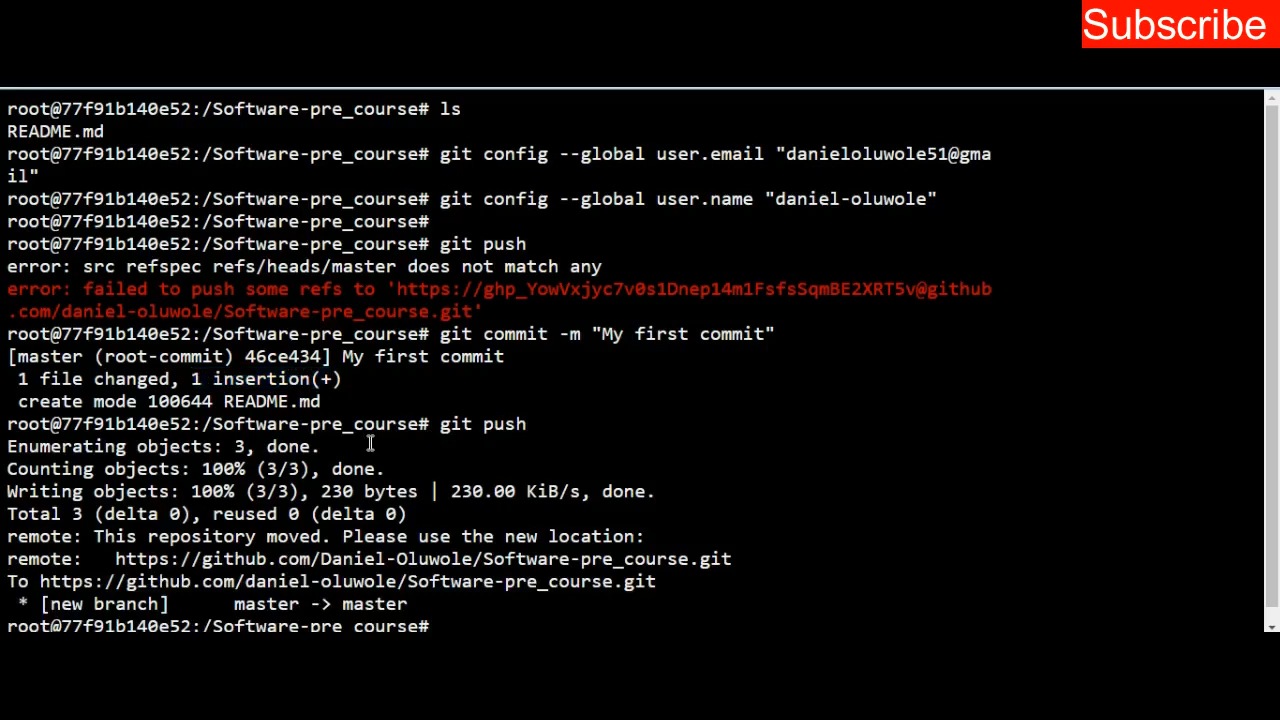 Subscribe
root@77f91b140e52:/Software-pre_course# ls
README.md
root@77f91b140e52:/Software-pre_course# git config --global user.email "danieloluwole51@gma
il"
root@77f91b140e52:/Software-pre_course# git config --global user.name "daniel-oluwole"
root@77f91b140e52:/Software-pre_course#
root@77f91b140e52:/Software-pre_course# git push
error: src refspec refs/heads/master does not match any
error: failed to push some refs to 'https://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@github
.com/daniel-oluwole/Software-pre_course.git'
root@77f91b140e52:/Software-pre_course# git commit -m "My first commit"
[master (root-commit) 46ce434] My first commit
 1 file changed, 1 insertion(+)
 create mode 100644 README.md
root@77f91b140e52:/Software-pre_course# git push
Enumerating objects: 3, done.
Counting objects: 100% (3/3), done.
Writing objects: 100% (3/3), 230 bytes | 230.00 KiB/s, done.
Total 3 (delta 0), reused 0 (delta 0)
remote: This repository moved. Please use the new location:
remote:   https://github.com/Daniel-Oluwole/Software-pre_course.git
To https://github.com/daniel-oluwole/Software-pre_course.git
 * [new branch]      master -> master
root@77f91b140e52:/Software-pre_course#